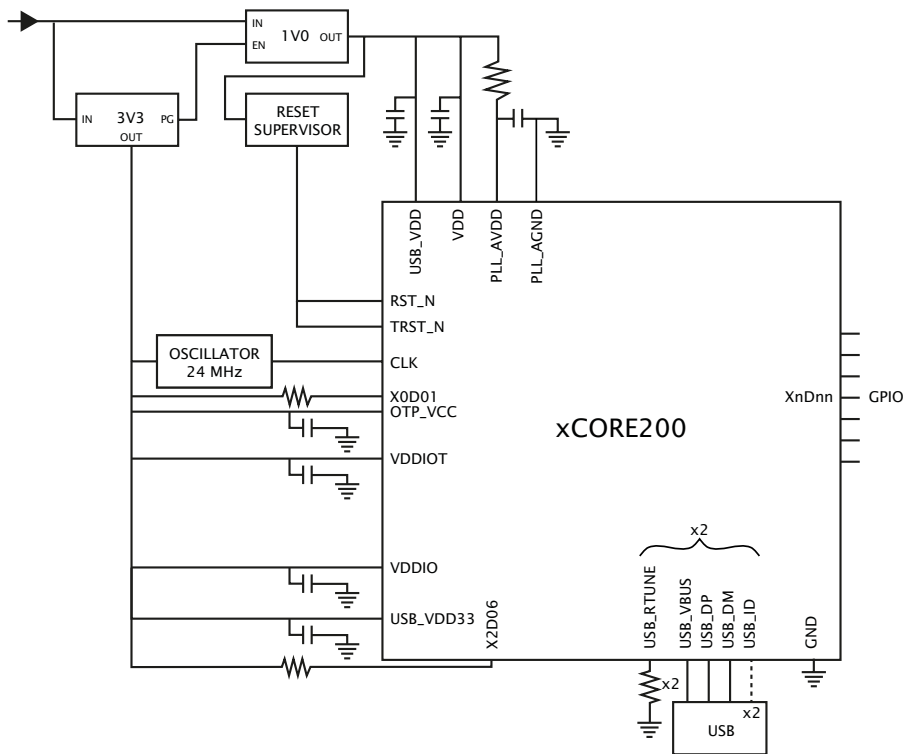 IN
EN
1V0
OUT
IN
3V3
PG
OUT
RESET
SUPERVISOR
USB_VDD
VDD
PLL_AVDD
PLL_AGND
RST_N
TRST_N
OSCILLATOR
24 MHz
CLK
X0D01
OTP_VCC
XnDnn
GPIO
xCORE200
VDDIOT
x2
VDDIO
USB_VDD33
X2D06
USB_RTUNE
USB_VBUS
USB_DP
USB_DM
USB_ID
GND
x2
x2
USB